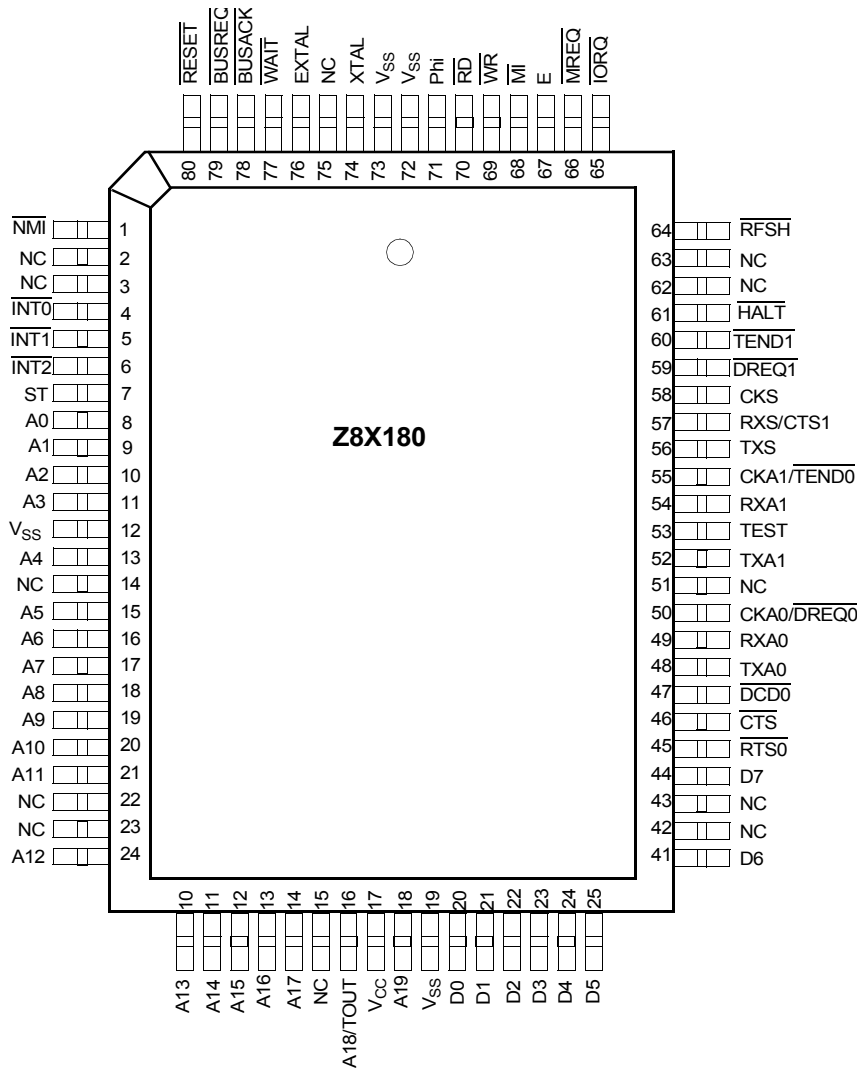 RESET BUSREQ BUSACK WAIT EXTAL NC XTAL VSS VSS Phi RD WR MI E MREQ IORQ
80 79 78 77 76 75 74 73 72 71 70 69 68 67 66 65
NMI 1 64 RFSH
NC 2 63 NC
NC 3 62 NC
INT0 4 61 HALT
INT1 5 60 TEND1
INT2 6 59 DREQ1
ST 7 58 CKS
A0 8 57 RXS/CTS1
A1 9 56 TXS
A2 10 55 CKA1/TEND0
A3 11 54 RXA1
VSS 12 53 TEST
A4 13 52 TXA1
NC 14 51 NC
A5 15 50 CKA0/DREQ0
A6 16 49 RXA0
A7 17 48 TXA0
A8 18 47 DCD0
A9 19 46 CTS
A10 20 45 RTS0
A11 21 44 D7
NC 22 43 NC
NC 23 42 NC
A12 24 41 D6
Z8X180
10 11 12 13 14 15 16 17 18 19 20 21 22 23 24 25
A13 A14 A15 A16 A17 NC A18/TOUT VCC A19 VSS D0 D1 D2 D3 D4 D5